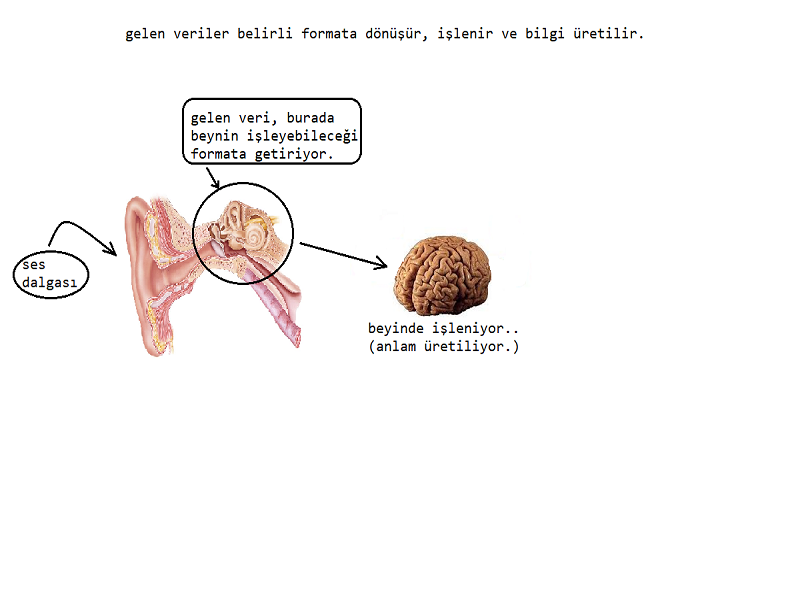 gelen veriler belirli formata dönüşür, işlenir ve bilgi üretilir.
gelen veri, burada
beynin işleyebileceği
formata getiriyor.
ses
dalgası
beyinde işleniyor..
(anlam üretiliyor.)